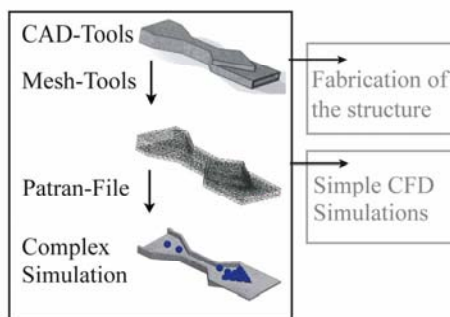 CAD-Tools
Mesh-Tools
Patran-File
Complex
Simulation
Fabrication of
the structure
Simple CFD
Simulations